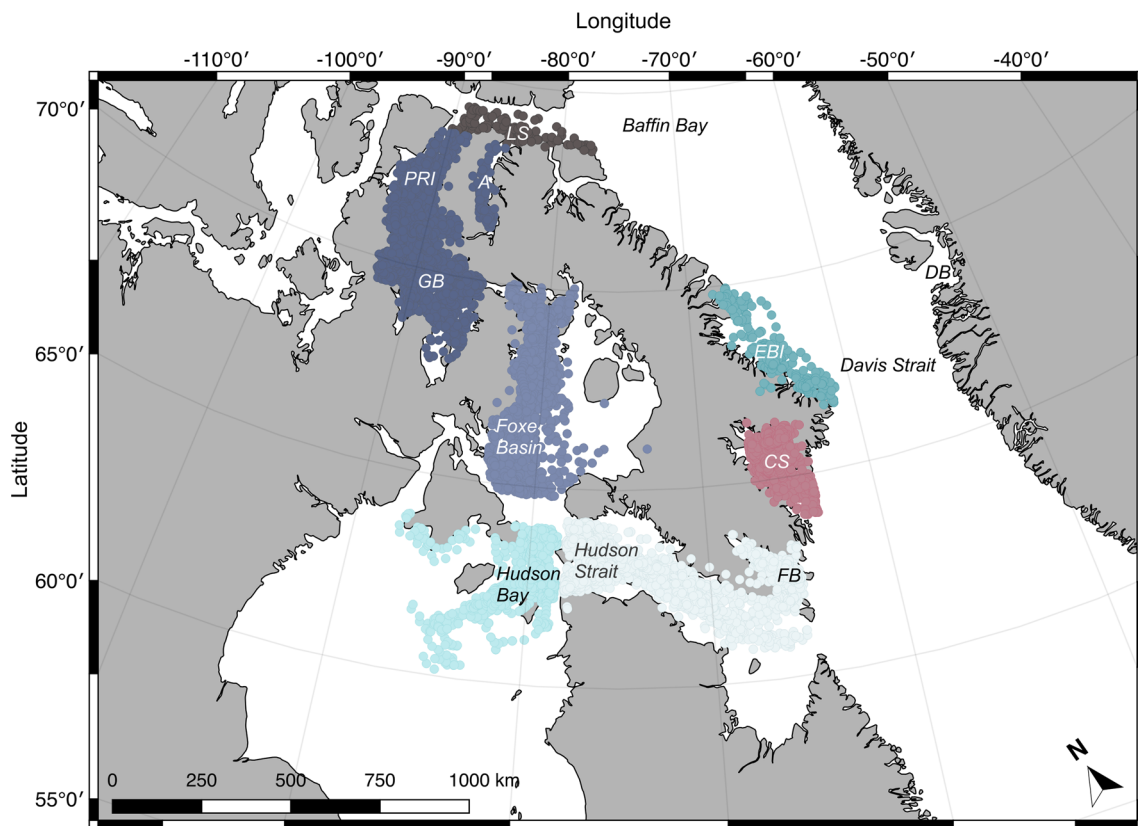 Longitude
-110°0′ -100°0′ -90°0′ -80°0′ -70°0′ -60°0′ -50°0′ -40°0′
70°0′
LS
Baffin Bay
PRI
A
GB
DB
65°0′
EBI
Davis Strait
Foxe
Basin
CS
Latitude
Hudson
Strait
Hudson
Bay
FB
60°0′
N
0 250 500 750 1000 km
55°0′